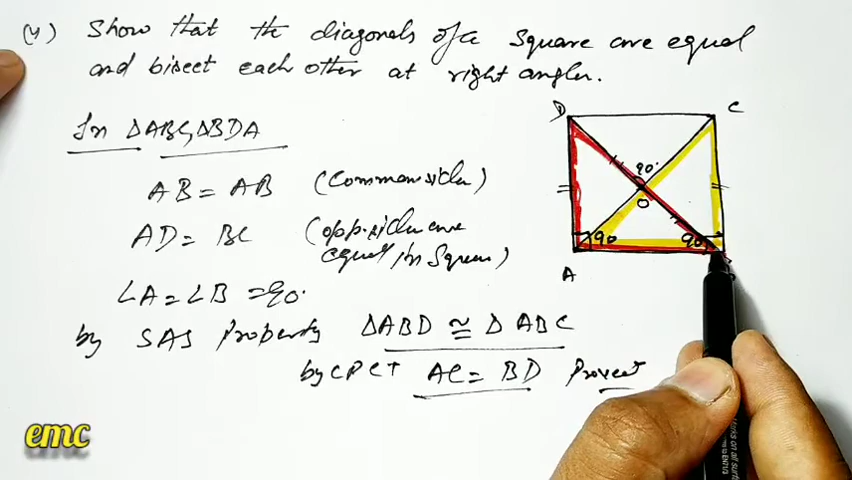 (4) Show that the diagonals of a square are equal
and bisect each other at right angles.
In ΔABC, ΔBDA
AB = AB (Common side)
AD = BC (opp. sides are
equal in Square)
∠A = ∠B = 90°
by SAS Property ΔABD ≅ ΔABC
by CPCT AC = BD Proved
D C
90°
O
90 90
A
emc